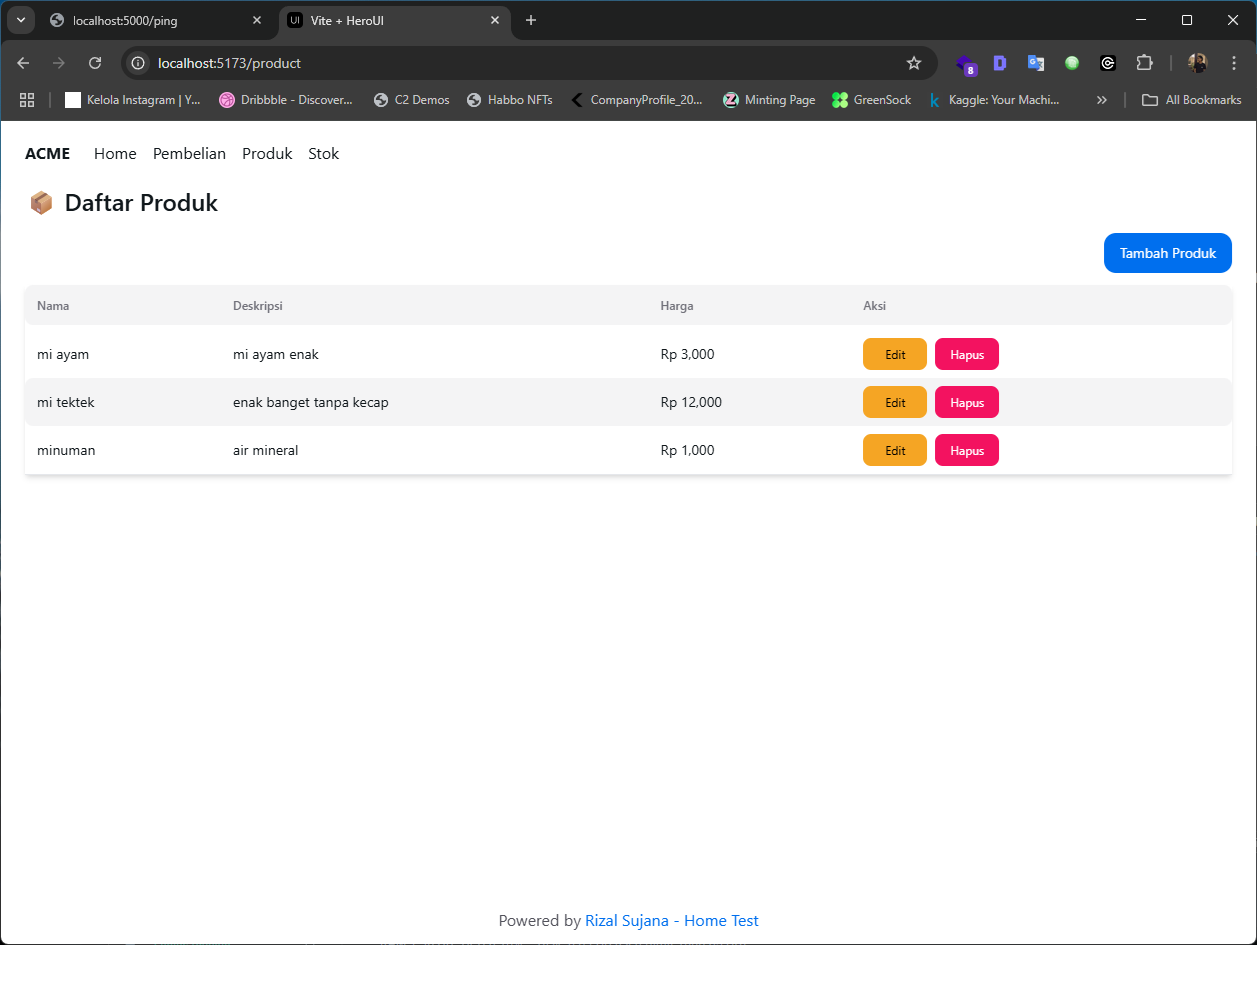 localhost:5000/ping
UI Vite + HeroUI
localhost:5173/product
8
Kelola Instagram | Y...
Dribbble - Discover...
C2 Demos
Habbo NFTs
CompanyProfile_20...
Minting Page
GreenSock
Kaggle: Your Machi...
All Bookmarks
ACME Home Pembelian Produk Stok
Daftar Produk
Tambah Produk
Nama Deskripsi Harga Aksi
mi ayam mi ayam enak Rp 3,000 Edit Hapus
mi tektek enak banget tanpa kecap Rp 12,000 Edit Hapus
minuman air mineral Rp 1,000 Edit Hapus
Powered by Rizal Sujana - Home Test